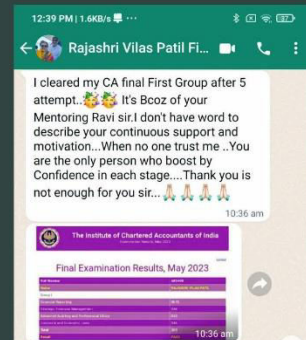 12:39 PM | 1.6KB/s
Rajashri Vilas Patil Fi...
I cleared my CA final First Group after 5
attempt..🥳🥳 It's Bcoz of your
Mentoring Ravi sir.I don't have word to
describe your continuous support and
motivation...When no one trust me ..You
are the only person who boost by
Confidence in each stage....Thank you is
not enough for you sir...🙏🙏🙏🙏
10:36 am
The Institute of Chartered Accountants of India
Final Examination Results, May 2023
10:36 am